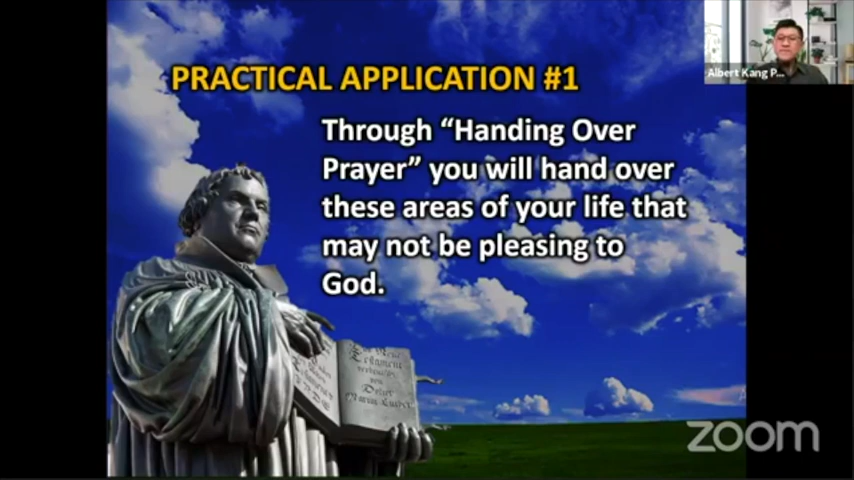 PRACTICAL APPLICATION #1
Albert Kang P...
Through “Handing Over
Prayer” you will hand over
these areas of your life that
may not be pleasing to
God.
Testament
zoom